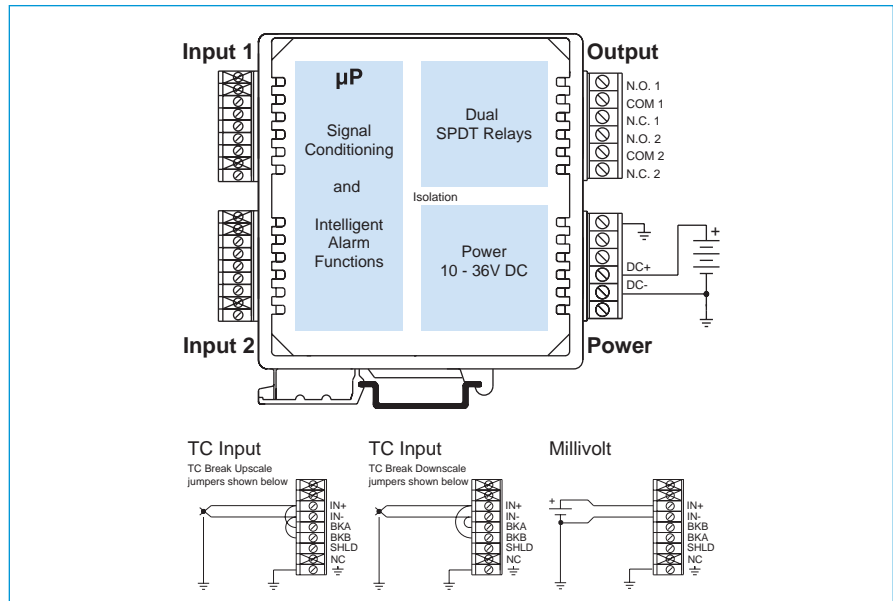 Input 1
Output
µP
Signal
Conditioning
and
Intelligent
Alarm
Functions
Dual
SPDT Relays
Isolation
Power
10 - 36V DC
N.O. 1
COM 1
N.C. 1
N.O. 2
COM 2
N.C. 2
+
DC+
DC-
Input 2
Power
TC Input
TC Break Upscale
jumpers shown below
IN+
IN-
BKA
BKB
SHLD
NC
TC Input
TC Break Downscale
jumpers shown below
IN+
IN-
BKA
BKB
SHLD
NC
Millivolt
+
IN+
IN-
BKB
BKA
SHLD
NC